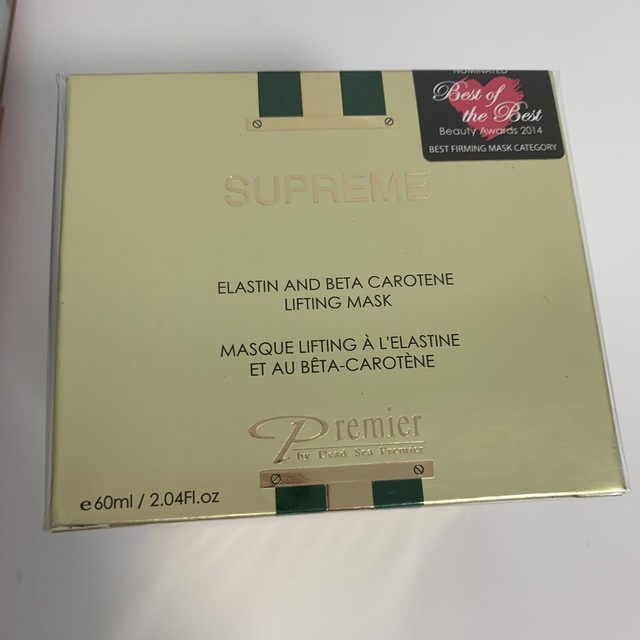 NOMINATED
Best of
the Best
Beauty Awards 2014
BEST FIRMING MASK CATEGORY
SUPREME
ELASTIN AND BETA CAROTENE
LIFTING MASK
MASQUE LIFTING À L'ELASTINE
ET AU BÊTA-CAROTÈNE
Premier
by Dead Sea Premier
e60ml / 2.04Fl.oz